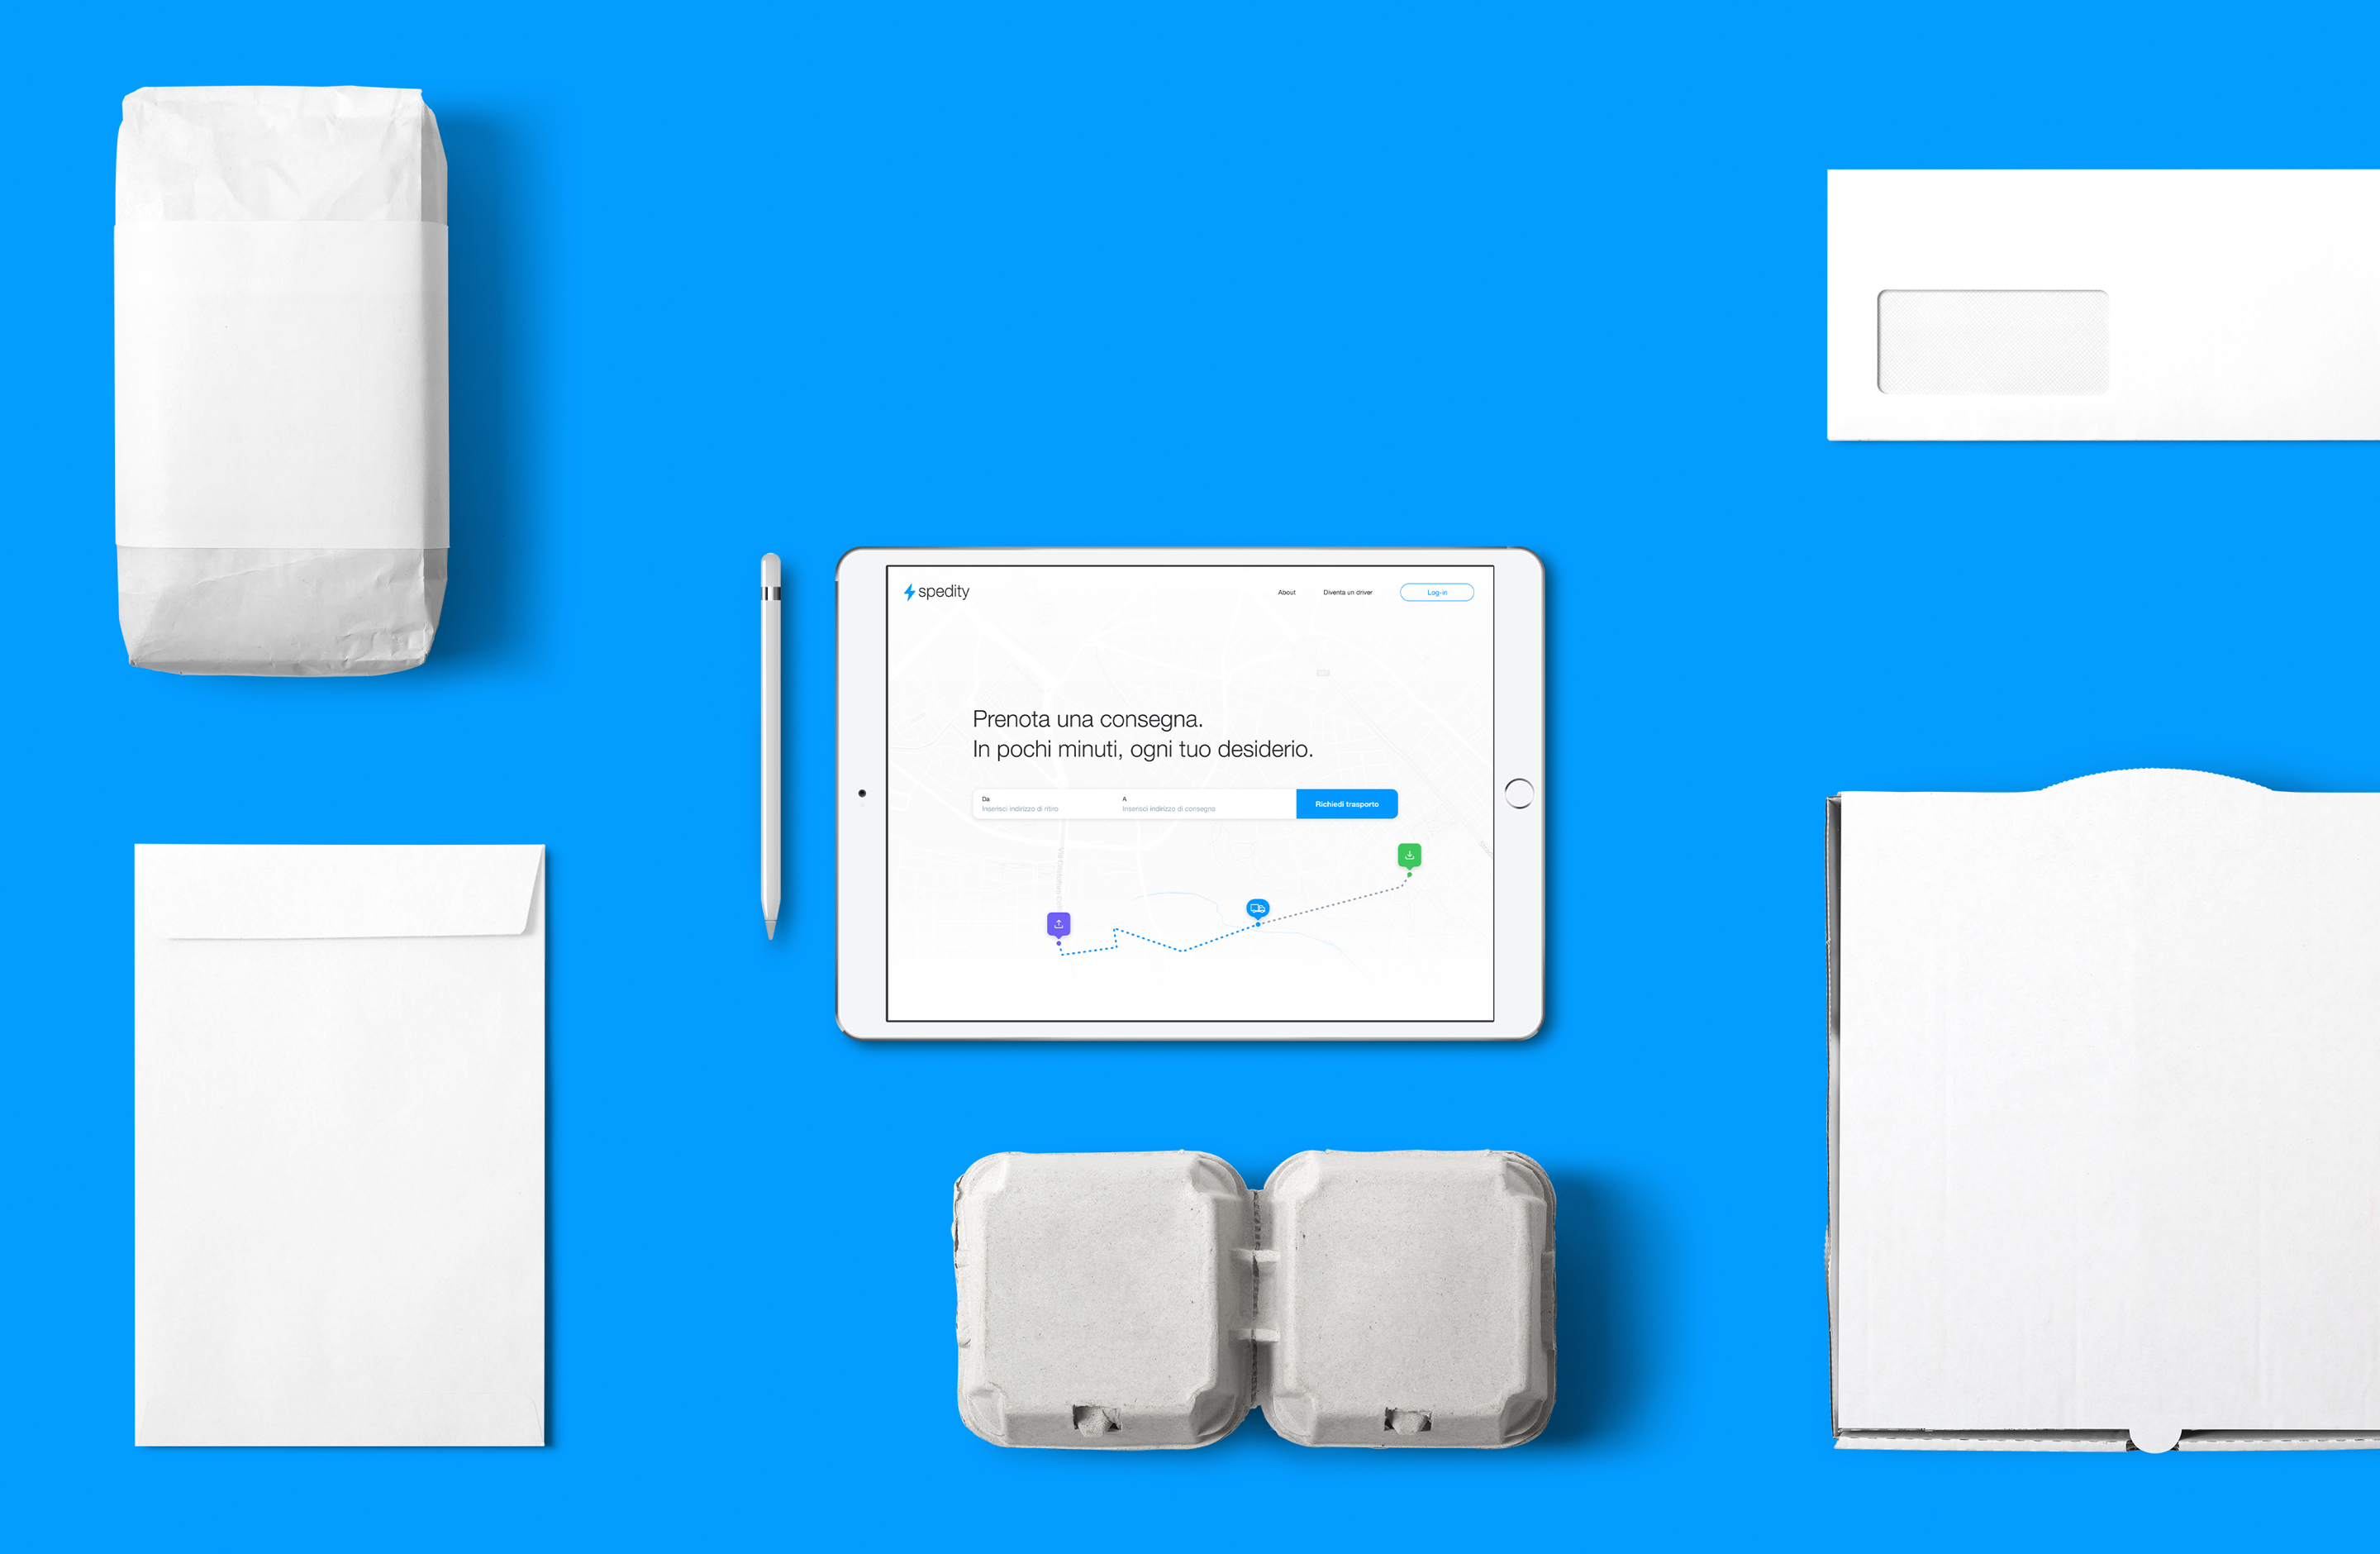 spedity
About
Diventa un driver
Log-in
Prenota una consegna.
In pochi minuti, ogni tuo desiderio.
Da
A
Inserisci indirizzo di ritiro
Inserisci indirizzo di consegna
Richiedi trasporto